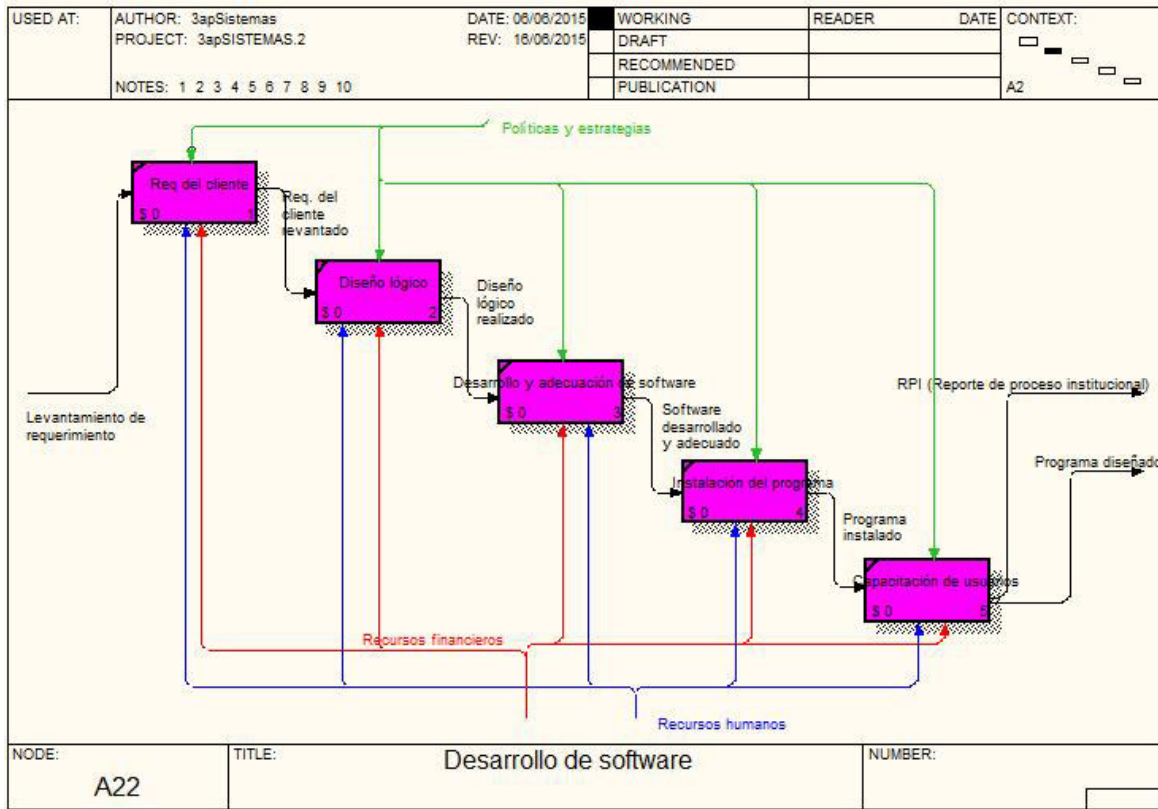 USED AT:
AUTHOR: 3apSistemas
DATE: 06/06/2015
WORKING
READER
DATE
CONTEXT:
PROJECT: 3apSISTEMAS.2
REV: 16/06/2015
DRAFT
RECOMMENDED
NOTES: 1 2 3 4 5 6 7 8 9 10
PUBLICATION
A2
Políticas y estrategias
Req del cliente
$ 0
1
Req. del
cliente
revantado
Diseño lógico
$ 0
2
Diseño
lógico
realizado
Desarrollo y adecuación de software
$ 0
3
Levantamiento de
requerimiento
Software
desarrollado
y adecuado
RPI (Reporte de proceso institucional)
Programa diseñado
Instalación del programa
$ 0
4
Programa
instalado
Capacitación de usuarios
$ 0
5
Recursos financieros
Recursos humanos
NODE:
A22
TITLE:
Desarrollo de software
NUMBER: